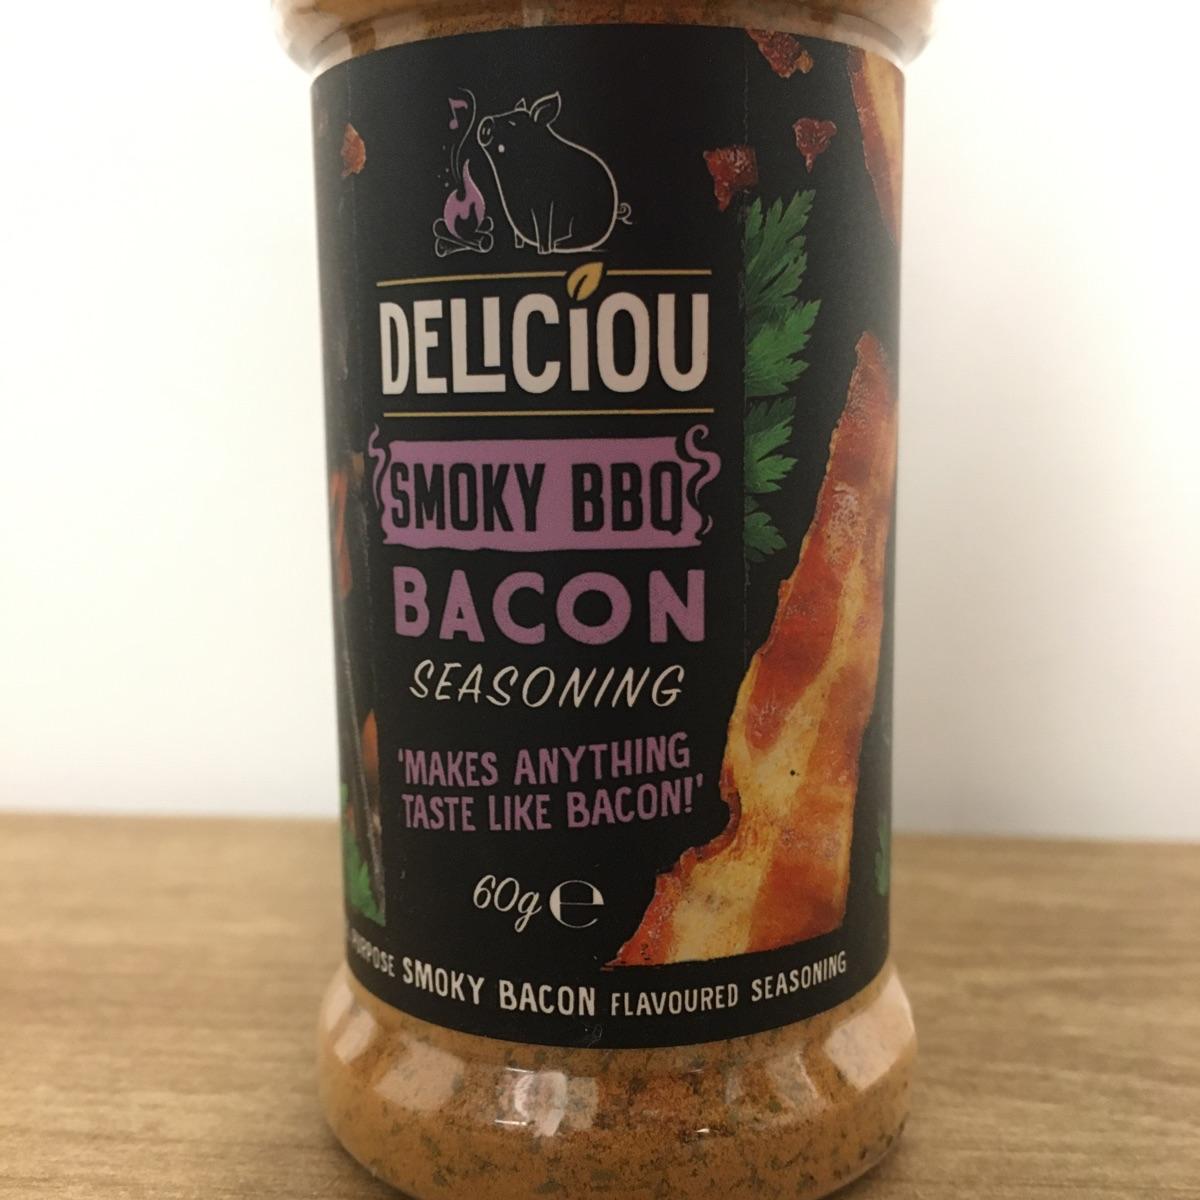 DELICIOU
SMOKY BBQ
BACON
SEASONING
'MAKES ANYTHING
TASTE LIKE BACON!'
60g ℮
PURPOSE SMOKY BACON FLAVOURED SEASONING